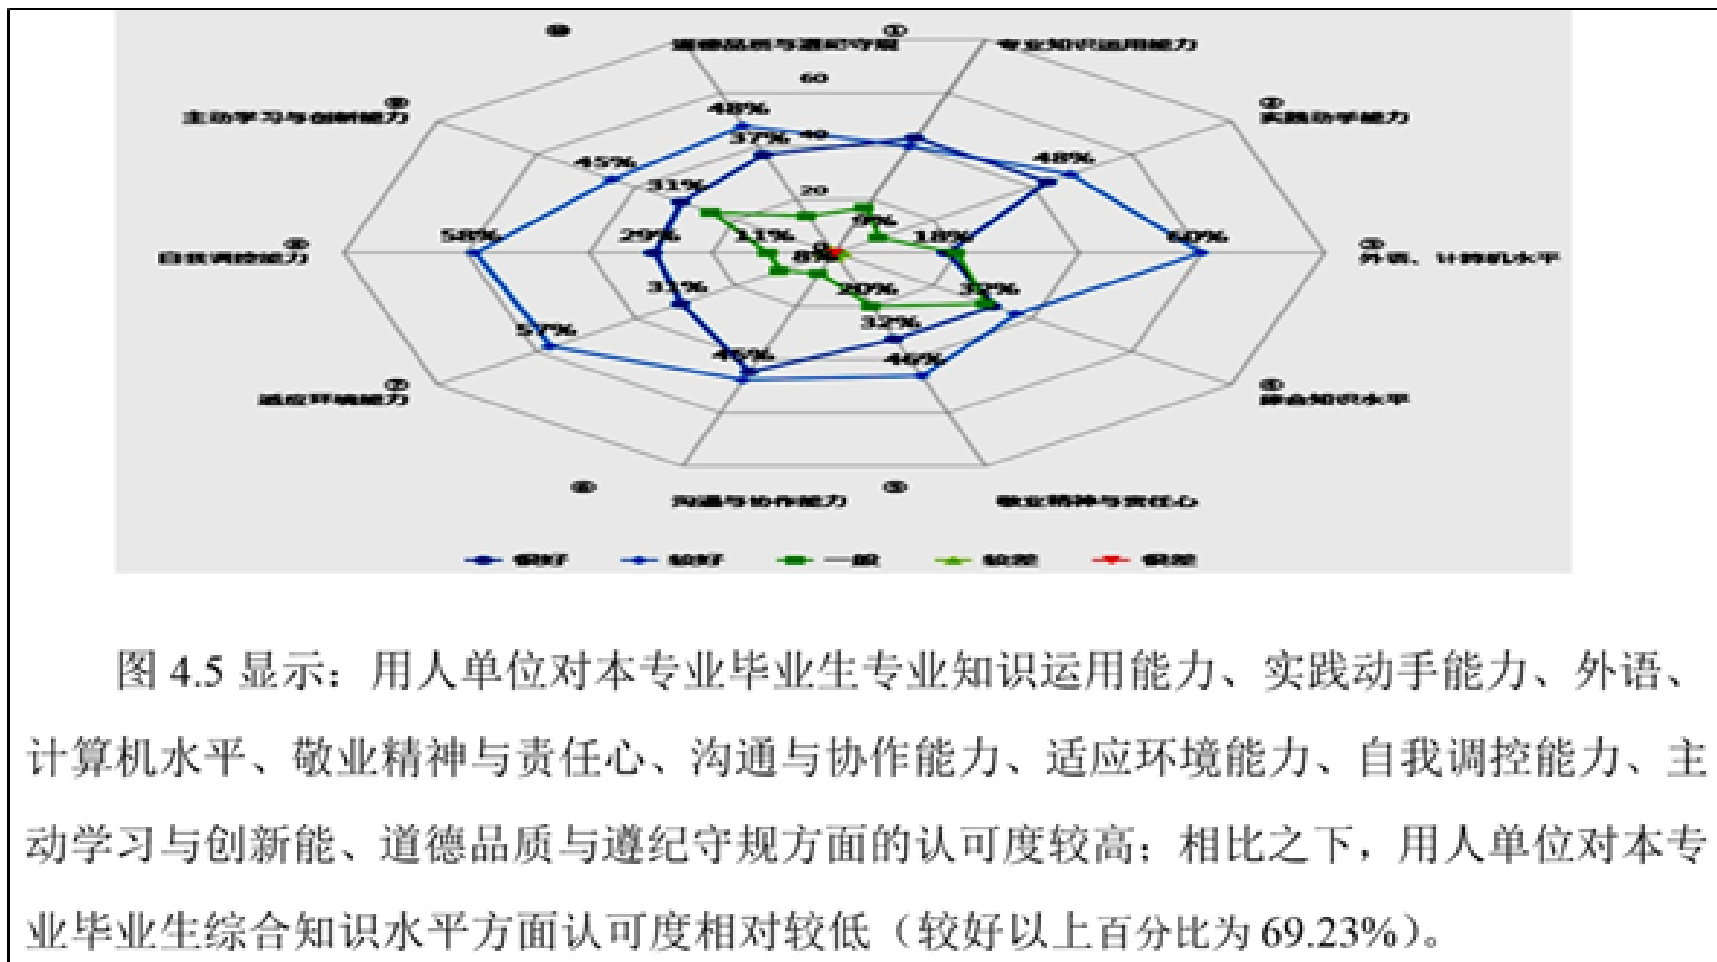 ⑩
①
道德品质与遵纪守规
专业知识运用能力
60
⑨
②
主动学习与创新能力
实践动手能力
48%
37%
40
48%
45%
31%
20
9%
58%
29%
11%
0
18%
60%
⑧
③
自我调控能力
外语、计算机水平
8%
31%
20%
32%
32%
57%
45%
46%
⑦
④
适应环境能力
综合知识水平
⑥
⑤
沟通与协作能力
敬业精神与责任心
很好
较好
一般
较差
很差
图 4.5 显示：用人单位对本专业毕业生专业知识运用能力、实践动手能力、外语、
计算机水平、敬业精神与责任心、沟通与协作能力、适应环境能力、自我调控能力、主
动学习与创新能、道德品质与遵纪守规方面的认可度较高；相比之下，用人单位对本专
业毕业生综合知识水平方面认可度相对较低（较好以上百分比为 69.23%）。